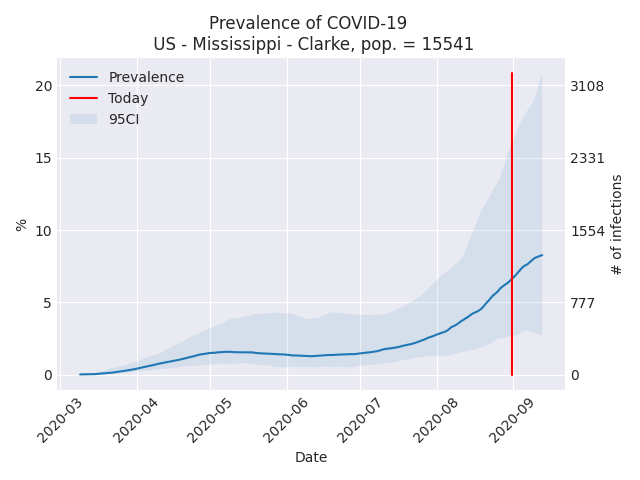 Prevalence of COVID-19
US - Mississippi - Clarke, pop. = 15541
Prevalence
Today
95CI
20
15
10
5
0
%
3108
2331
1554
777
0
# of infections
2020-03
2020-04
2020-05
2020-06
2020-07
2020-08
2020-09
Date